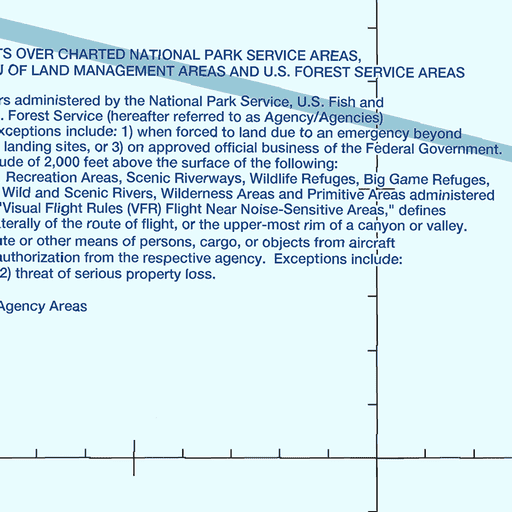 TS OVER CHARTED NATIONAL PARK SERVICE AREAS,
U OF LAND MANAGEMENT AREAS AND U.S. FOREST SERVICE AREAS
rs administered by the National Park Service, U.S. Fish and
. Forest Service (hereafter referred to as Agency/Agencies)
xceptions include: 1) when forced to land due to an emergency beyond
landing sites, or 3) on approved official business of the Federal Government.
ude of 2,000 feet above the surface of the following:
Recreation Areas, Scenic Riverways, Wildlife Refuges, Big Game Refuges,
Wild and Scenic Rivers, Wilderness Areas and Primitive Areas administered
"Visual Flight Rules (VFR) Flight Near Noise-Sensitive Areas," defines
terally of the route of flight, or the upper-most rim of a canyon or valley.
ute or other means of persons, cargo, or objects from aircraft
authorization from the respective agency. Exceptions include:
2) threat of serious property loss.
Agency Areas